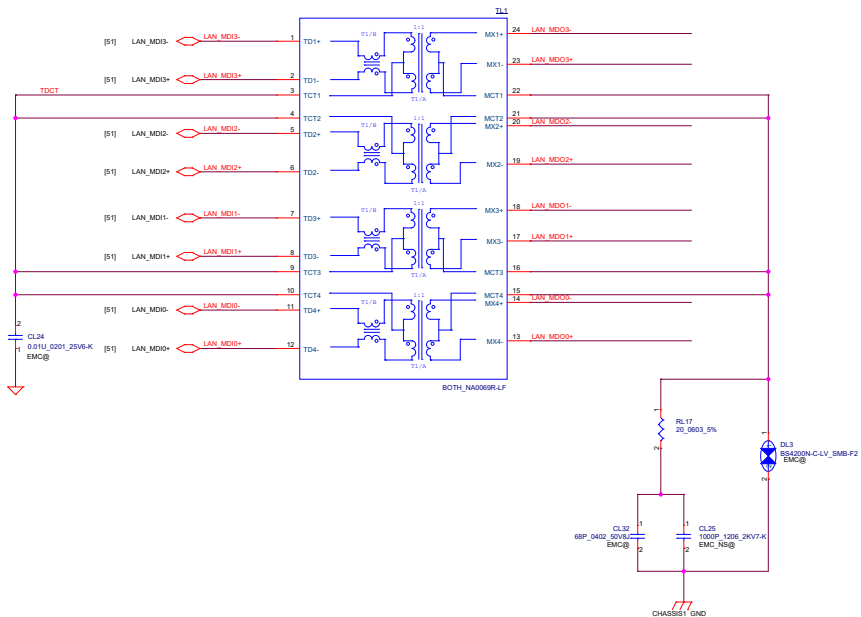 TL1
[51] LAN_MDI3- LAN_MDI3- 1 TD1+ T1/B 1:1 MX1+ 24 LAN_MDO3-
[51] LAN_MDI3+ LAN_MDI3+ 2 TD1- MX1- 23 LAN_MDO3+
TDCT 3 TCT1 T1/A MCT1 22
4 TCT2 1:1 MCT2 21
[51] LAN_MDI2- LAN_MDI2- 5 TD2+ T1/B MX2+ 20 LAN_MDO2-
[51] LAN_MDI2+ LAN_MDI2+ 6 TD2- MX2- 19 LAN_MDO2+
T1/A
[51] LAN_MDI1- LAN_MDI1- 7 TD3+ T1/B 1:1 MX3+ 18 LAN_MDO1-
[51] LAN_MDI1+ LAN_MDI1+ 8 TD3- MX3- 17 LAN_MDO1+
9 TCT3 T1/A MCT3 16
10 TCT4 1:1 MCT4 15
[51] LAN_MDI0- LAN_MDI0- 11 TD4+ T1/B MX4+ 14 LAN_MDO0-
[51] LAN_MDI0+ LAN_MDI0+ 12 TD4- MX4- 13 LAN_MDO0+
T1/A
BOTH_NA0069R-LF
2
CL24
0.01U_0201_25V6-K
1
EMC@
1
RL17
20_0603_5%
2
1
DL3
BS4200N-C-LV_SMB-F2
EMC@
2
1
CL32
68P_0402_50V8J
EMC@
2
1
CL25
1000P_1206_2KV7-K
EMC_NS@
2
CHASSIS1_GND